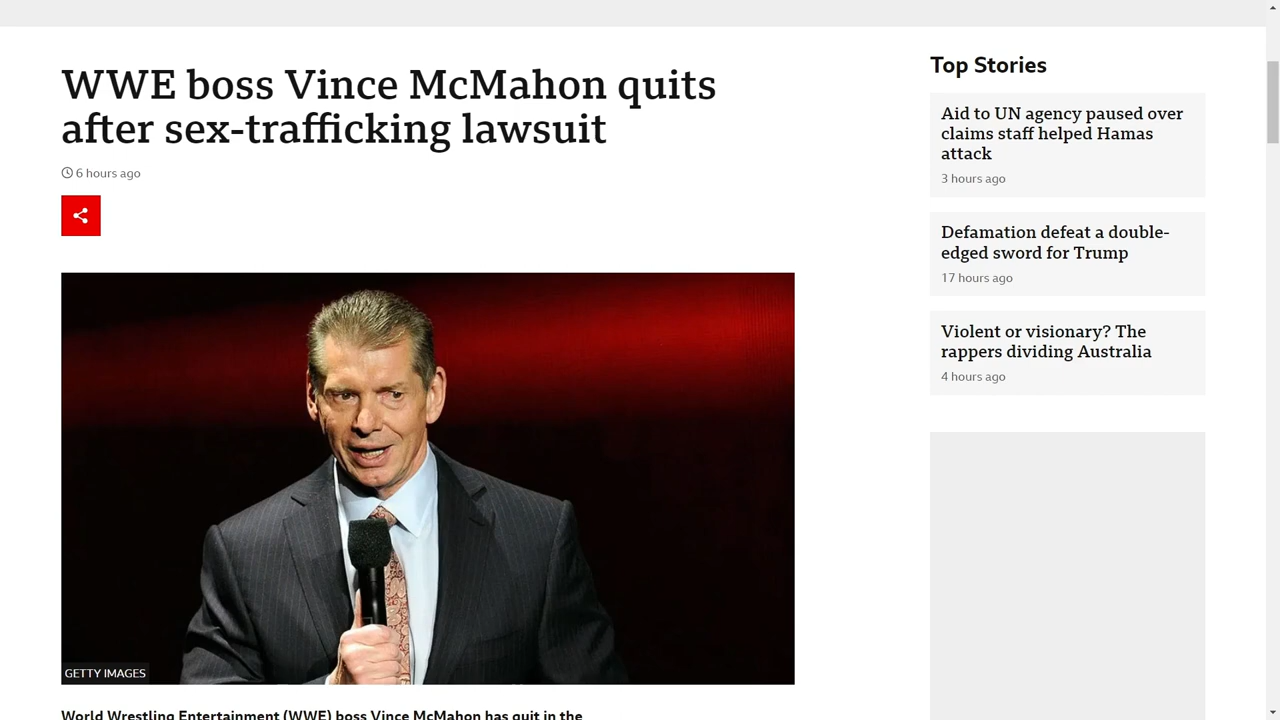 WWE boss Vince McMahon quits
after sex-trafficking lawsuit
6 hours ago
GETTY IMAGES
World Wrestling Entertainment (WWE) boss Vince McMahon has quit in the
Top Stories
Aid to UN agency paused over
claims staff helped Hamas
attack
3 hours ago
Defamation defeat a double-
edged sword for Trump
17 hours ago
Violent or visionary? The
rappers dividing Australia
4 hours ago